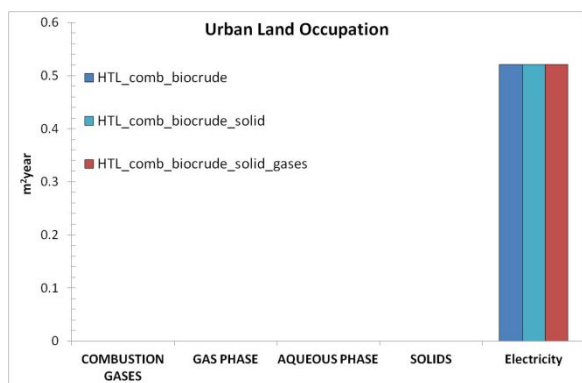 Urban Land Occupation
0.6
0.5
0.4
0.3
0.2
0.1
0
m²year
HTL_comb_biocrude
HTL_comb_biocrude_solid
HTL_comb_biocrude_solid_gases
COMBUSTION
GASES
GAS PHASE
AQUEOUS PHASE
SOLIDS
Electricity